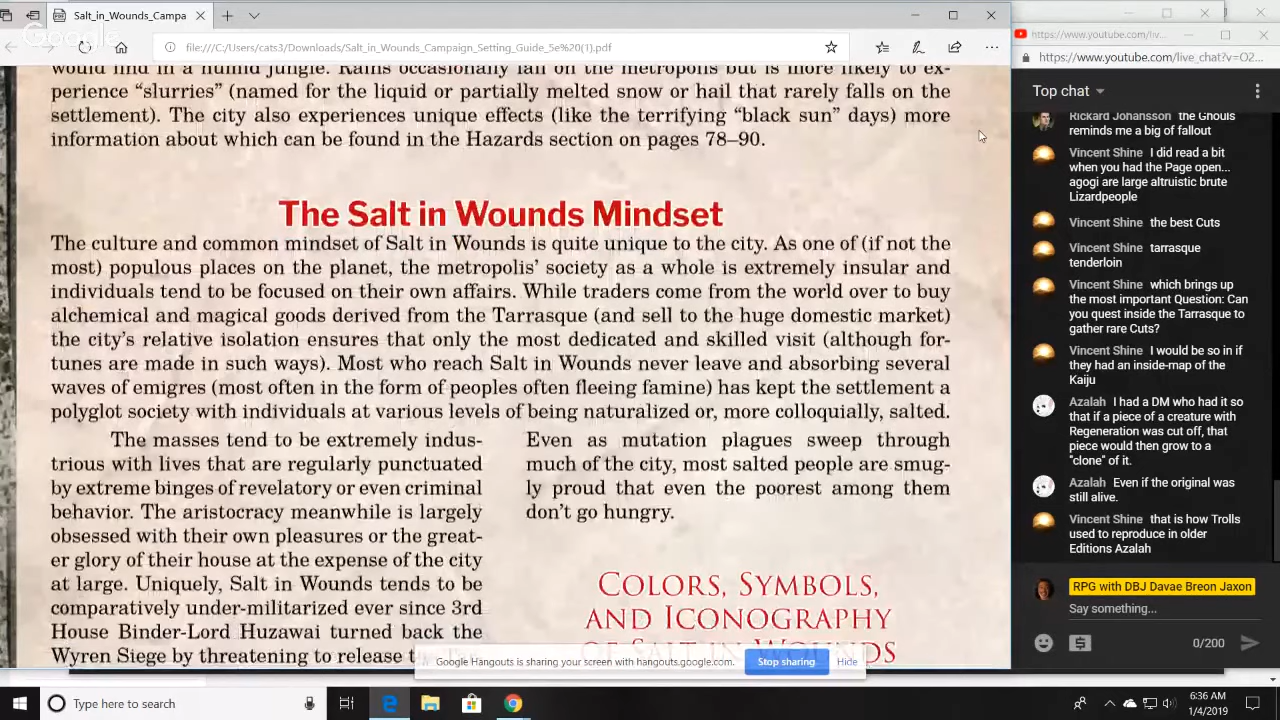 Salt_in_Wounds_Campa
Google
file:///C:/Users/cats3/Downloads/Salt_in_Wounds_Campaign_Setting_Guide_5e%20(1).pdf
would find in a humid jungle. Rains occasionally fall on the metropolis but is more likely to ex-
perience “slurries” (named for the liquid or partially melted snow or hail that rarely falls on the
settlement). The city also experiences unique effects (like the terrifying “black sun” days) more
information about which can be found in the Hazards section on pages 78–90.
The Salt in Wounds Mindset
The culture and common mindset of Salt in Wounds is quite unique to the city. As one of (if not the
most) populous places on the planet, the metropolis’ society as a whole is extremely insular and
individuals tend to be focused on their own affairs. While traders come from the world over to buy
alchemical and magical goods derived from the Tarrasque (and sell to the huge domestic market)
the city’s relative isolation ensures that only the most dedicated and skilled visit (although for-
tunes are made in such ways). Most who reach Salt in Wounds never leave and absorbing several
waves of emigres (most often in the form of peoples often fleeing famine) has kept the settlement a
polyglot society with individuals at various levels of being naturalized or, more colloquially, salted.
The masses tend to be extremely indus-
trious with lives that are regularly punctuated
by extreme binges of revelatory or even criminal
behavior. The aristocracy meanwhile is largely
obsessed with their own pleasures or the great-
er glory of their house at the expense of the city
at large. Uniquely, Salt in Wounds tends to be
comparatively under-militarized ever since 3rd
House Binder-Lord Huzawai turned back the
Wyren Siege by threatening to release
Even as mutation plagues sweep through
much of the city, most salted people are smug-
ly proud that even the poorest among them
don’t go hungry.
Colors, Symbols,
and Iconography
of Salt in Wounds
Google Hangouts is sharing your screen with hangouts.google.com.
Stop sharing
Hide
https://www.youtube.com/liv...
https://www.youtube.com/live_chat?v=O2...
Top chat
Rickard Johansson the Ghouls
reminds me a big of fallout
Vincent Shine I did read a bit
when you had the Page open...
agogi are large altruistic brute
Lizardpeople
Vincent Shine the best Cuts
Vincent Shine tarrasque
tenderloin
Vincent Shine which brings up
the most important Question: Can
you quest inside the Tarrasque to
gather rare Cuts?
Vincent Shine I would be so in if
they had an inside-map of the
Kaiju
Azalah I had a DM who had it so
that if a piece of a creature with
Regeneration was cut off, that
piece would then grow to a
"clone" of it.
Azalah Even if the original was
still alive.
Vincent Shine that is how Trolls
used to reproduce in older
Editions Azalah
RPG with DBJ Davae Breon Jaxon
Say something...
0/200
Type here to search
6:36 AM
1/4/2019